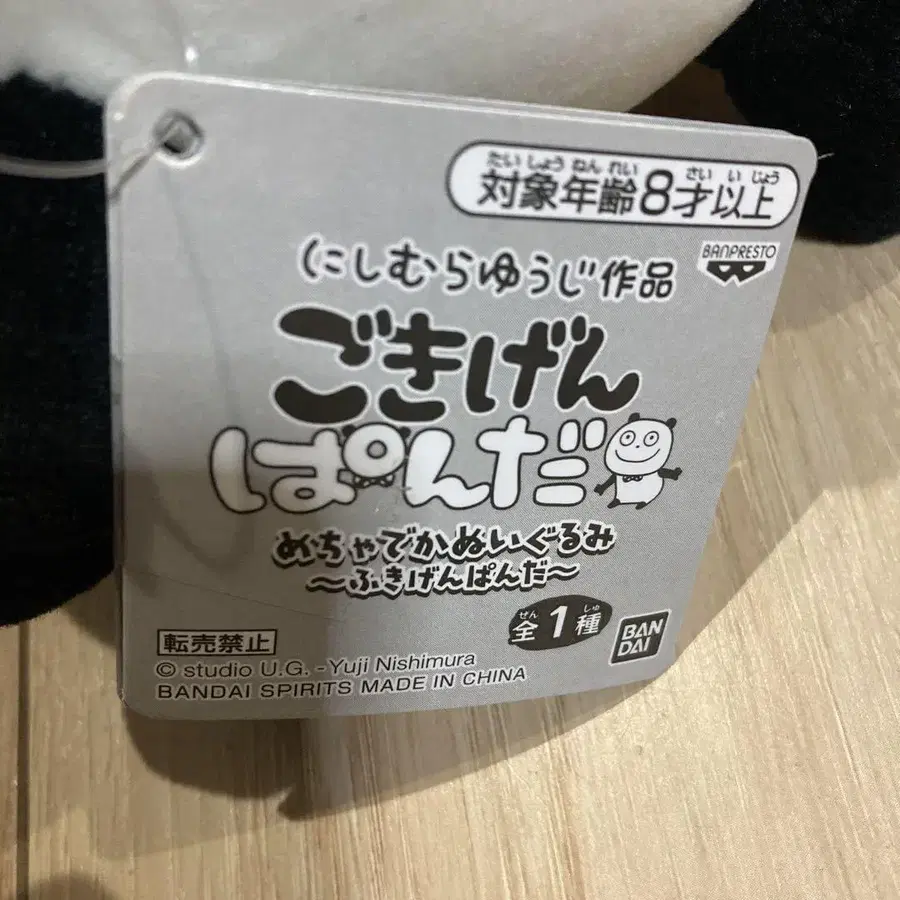 たいしょうねんれい さいいじょう
対象年齢8才以上
BANPRESTO
にしむらゆうじ作品
ごきげん
ぱんだ
めちゃでかぬいぐるみ
～ふきげんぱんだ～
ぜん しゅ
全1種
BAN
DAI
転売禁止
© studio U.G. - Yuji Nishimura
BANDAI SPIRITS MADE IN CHINA